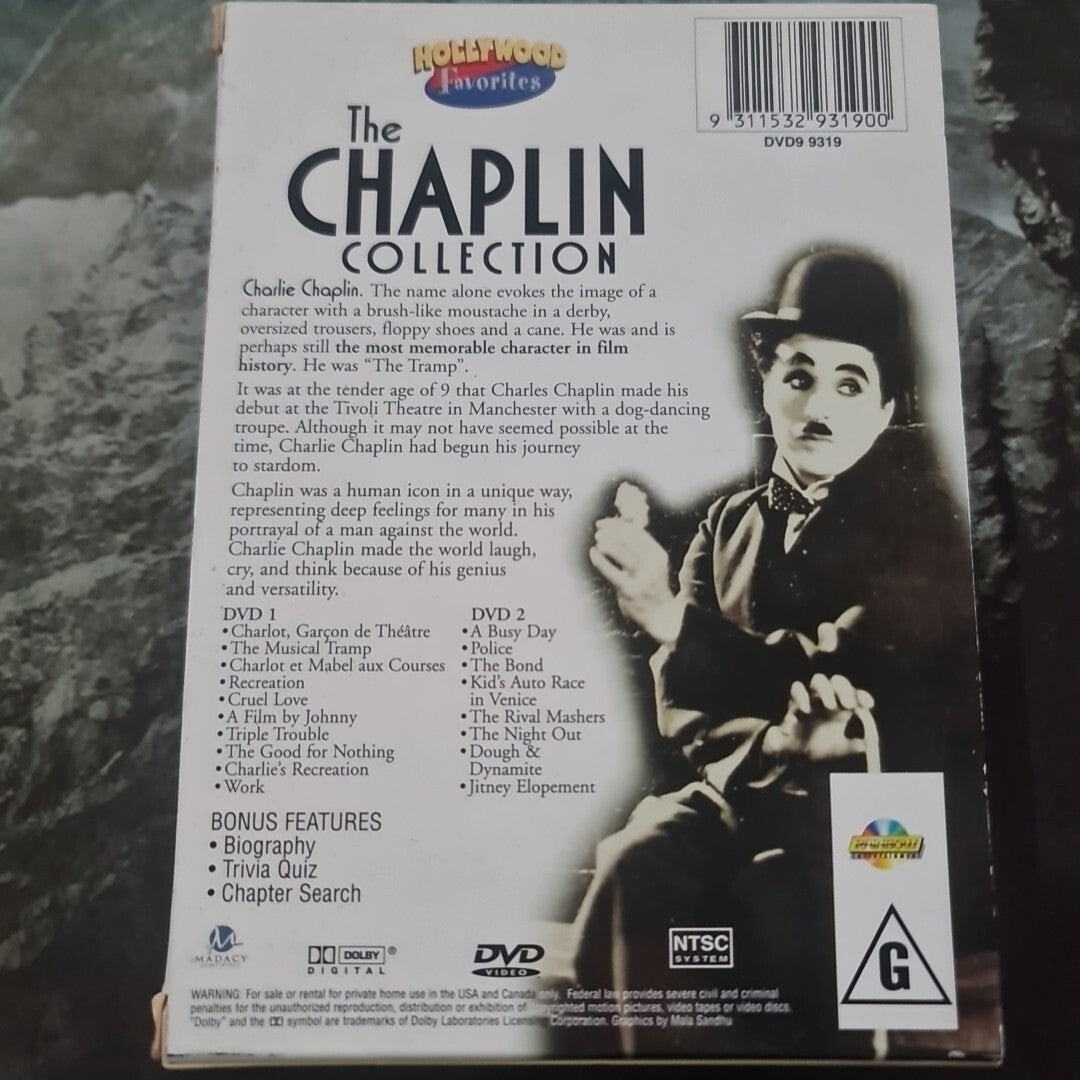 HOLLYWOOD
Favorites
9 311532 931900
DVD9 9319
The
CHAPLIN
COLLECTION
Charlie Chaplin. The name alone evokes the image of a
character with a brush-like moustache in a derby,
oversized trousers, floppy shoes and a cane. He was and is
perhaps still the most memorable character in film
history. He was “The Tramp”.
It was at the tender age of 9 that Charles Chaplin made his
debut at the Tivoli Theatre in Manchester with a dog-dancing
troupe. Although it may not have seemed possible at the
time, Charlie Chaplin had begun his journey
to stardom.
Chaplin was a human icon in a unique way,
representing deep feelings for many in his
portrayal of a man against the world.
Charlie Chaplin made the world laugh,
cry, and think because of his genius
and versatility.
DVD 1
• Charlot, Garçon de Théâtre
• The Musical Tramp
• Charlot et Mabel aux Courses
• Recreation
• Cruel Love
• A Film by Johnny
• Triple Trouble
• The Good for Nothing
• Charlie's Recreation
• Work
DVD 2
• A Busy Day
• Police
• The Bond
• Kid's Auto Race
in Venice
• The Rival Mashers
• The Night Out
• Dough &
Dynamite
• Jitney Elopement
BONUS FEATURES
• Biography
• Trivia Quiz
• Chapter Search
RAINBOW
ENTERTAINMENT
G
MADACY
DOLBY ®
DIGITAL
DVD
VIDEO
NTSC
SYSTEM
WARNING: For sale or rental for private home use in the USA and Canada only. Federal law provides severe civil and criminal
penalties for the unauthorized reproduction, distribution or exhibition of copyrighted motion pictures, video tapes or video discs.
"Dolby" and the symbol are trademarks of Dolby Laboratories Licensing Corporation. Graphics by Mala Sandhu